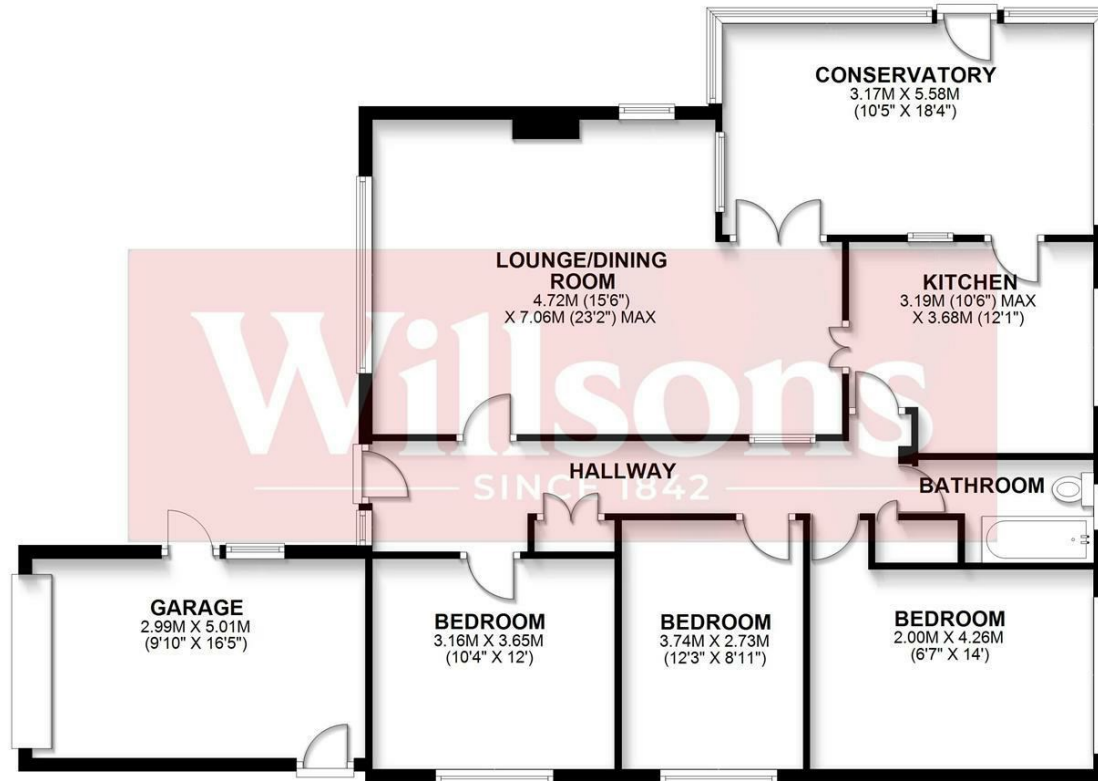 CONSERVATORY
3.17M X 5.58M
(10'5" X 18'4")
LOUNGE/DINING
ROOM
4.72M (15'6")
X 7.06M (23'2") MAX
KITCHEN
3.19M (10'6") MAX
X 3.68M (12'1")
Willsons
HALLWAY
SINCE 1842
BATHROOM
GARAGE
2.99M X 5.01M
(9'10" X 16'5")
BEDROOM
3.16M X 3.65M
(10'4" X 12')
BEDROOM
3.74M X 2.73M
(12'3" X 8'11")
BEDROOM
2.00M X 4.26M
(6'7" X 14')